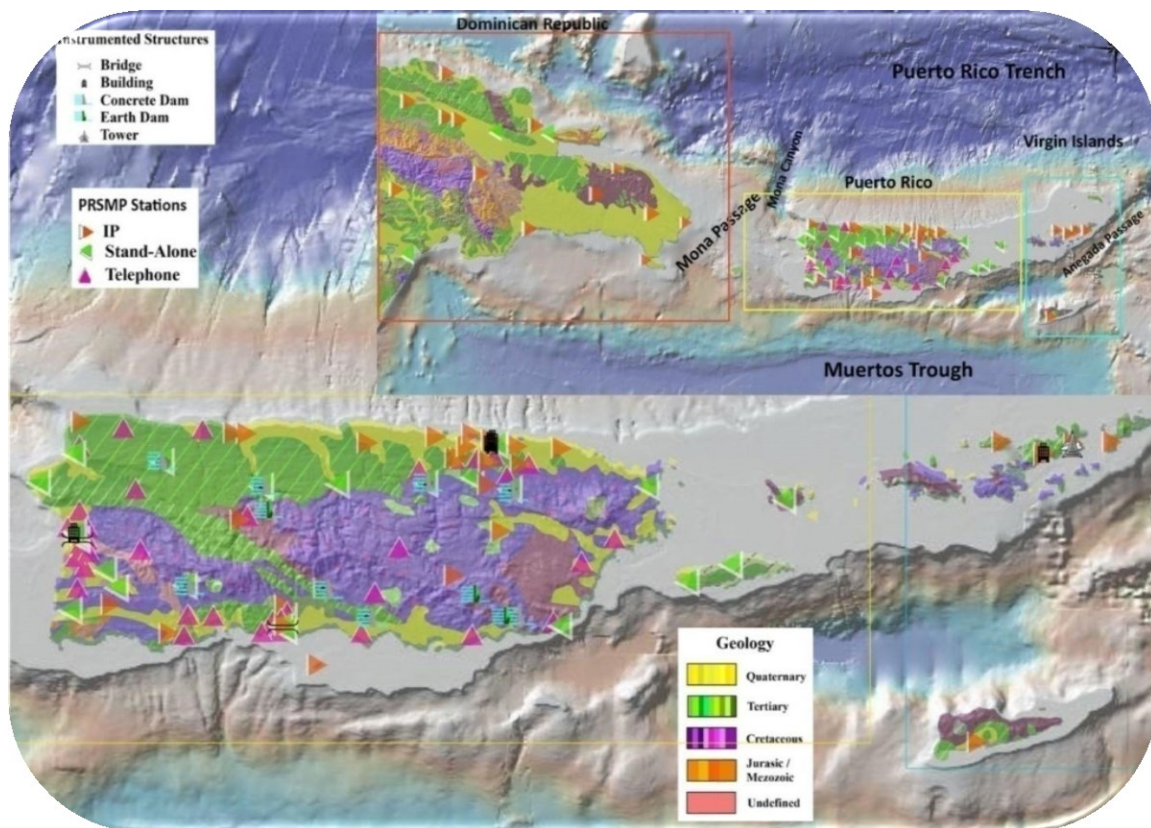 Dominican Republic
Instrumented Structures
Bridge
Building
Concrete Dam
Earth Dam
Tower
Puerto Rico Trench
Virgin Islands
Mona Canyon
Puerto Rico
PRSMP Stations
IP
Stand-Alone
Telephone
Mona Passage
Anegada Passage
Muertos Trough
Geology
Quaternary
Tertiary
Cretaceous
Jurasic /
Mezozoic
Undefined